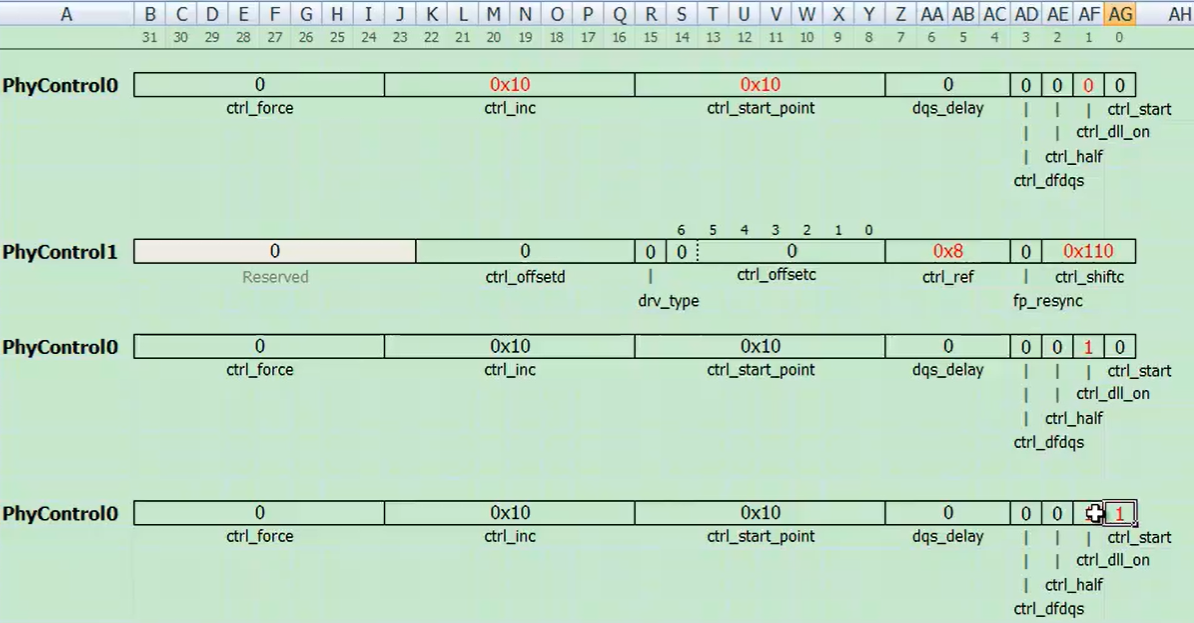 A B C D E F G H I J K L M N O P Q R S T U V W X Y Z AA AB AC AD AE AF AG AH
31 30 29 28 27 26 25 24 23 22 21 20 19 18 17 16 15 14 13 12 11 10 9 8 7 6 5 4 3 2 1 0
PhyControl0 0 0x10 0x10 0 0 0 0 0
ctrl_force ctrl_inc ctrl_start_point dqs_delay | | | ctrl_start
| | ctrl_dll_on
| ctrl_half
ctrl_dfdqs
6 5 4 3 2 1 0
PhyControl1 0 0 0 0 0 0x8 0 0x110
Reserved ctrl_offsetd | ctrl_offsetc ctrl_ref | ctrl_shiftc
drv_type fp_resync
PhyControl0 0 0x10 0x10 0 0 0 1 0
ctrl_force ctrl_inc ctrl_start_point dqs_delay | | | ctrl_start
| | ctrl_dll_on
| ctrl_half
ctrl_dfdqs
PhyControl0 0 0x10 0x10 0 0 0 1
ctrl_force ctrl_inc ctrl_start_point dqs_delay | | | ctrl_start
| | ctrl_dll_on
| ctrl_half
ctrl_dfdqs